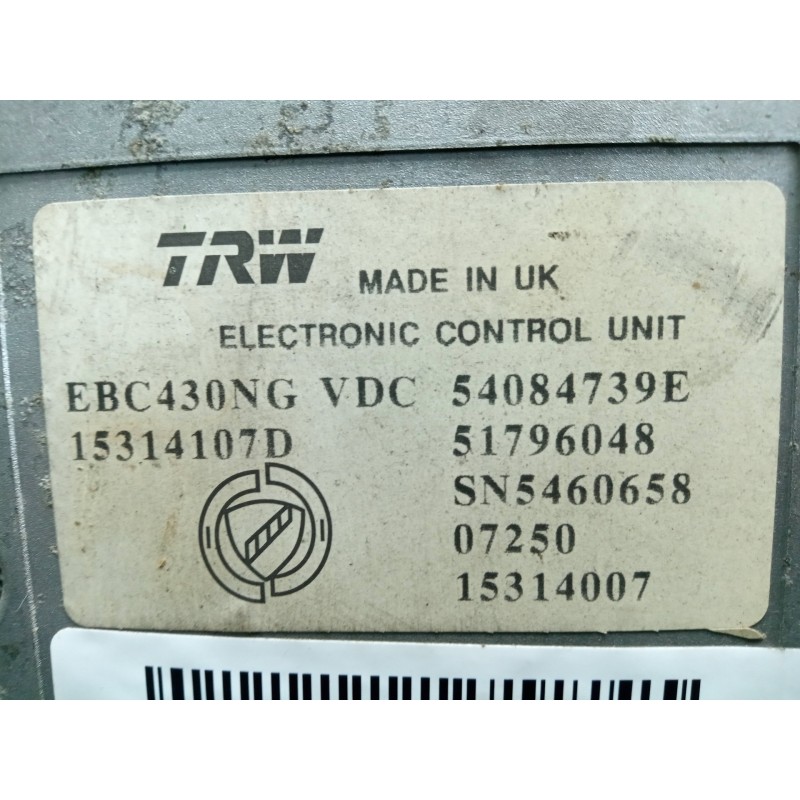 TRW MADE IN UK
ELECTRONIC CONTROL UNIT
EBC430NG VDC 54084739E
15314107D 51796048
SN5460658
07250
15314007